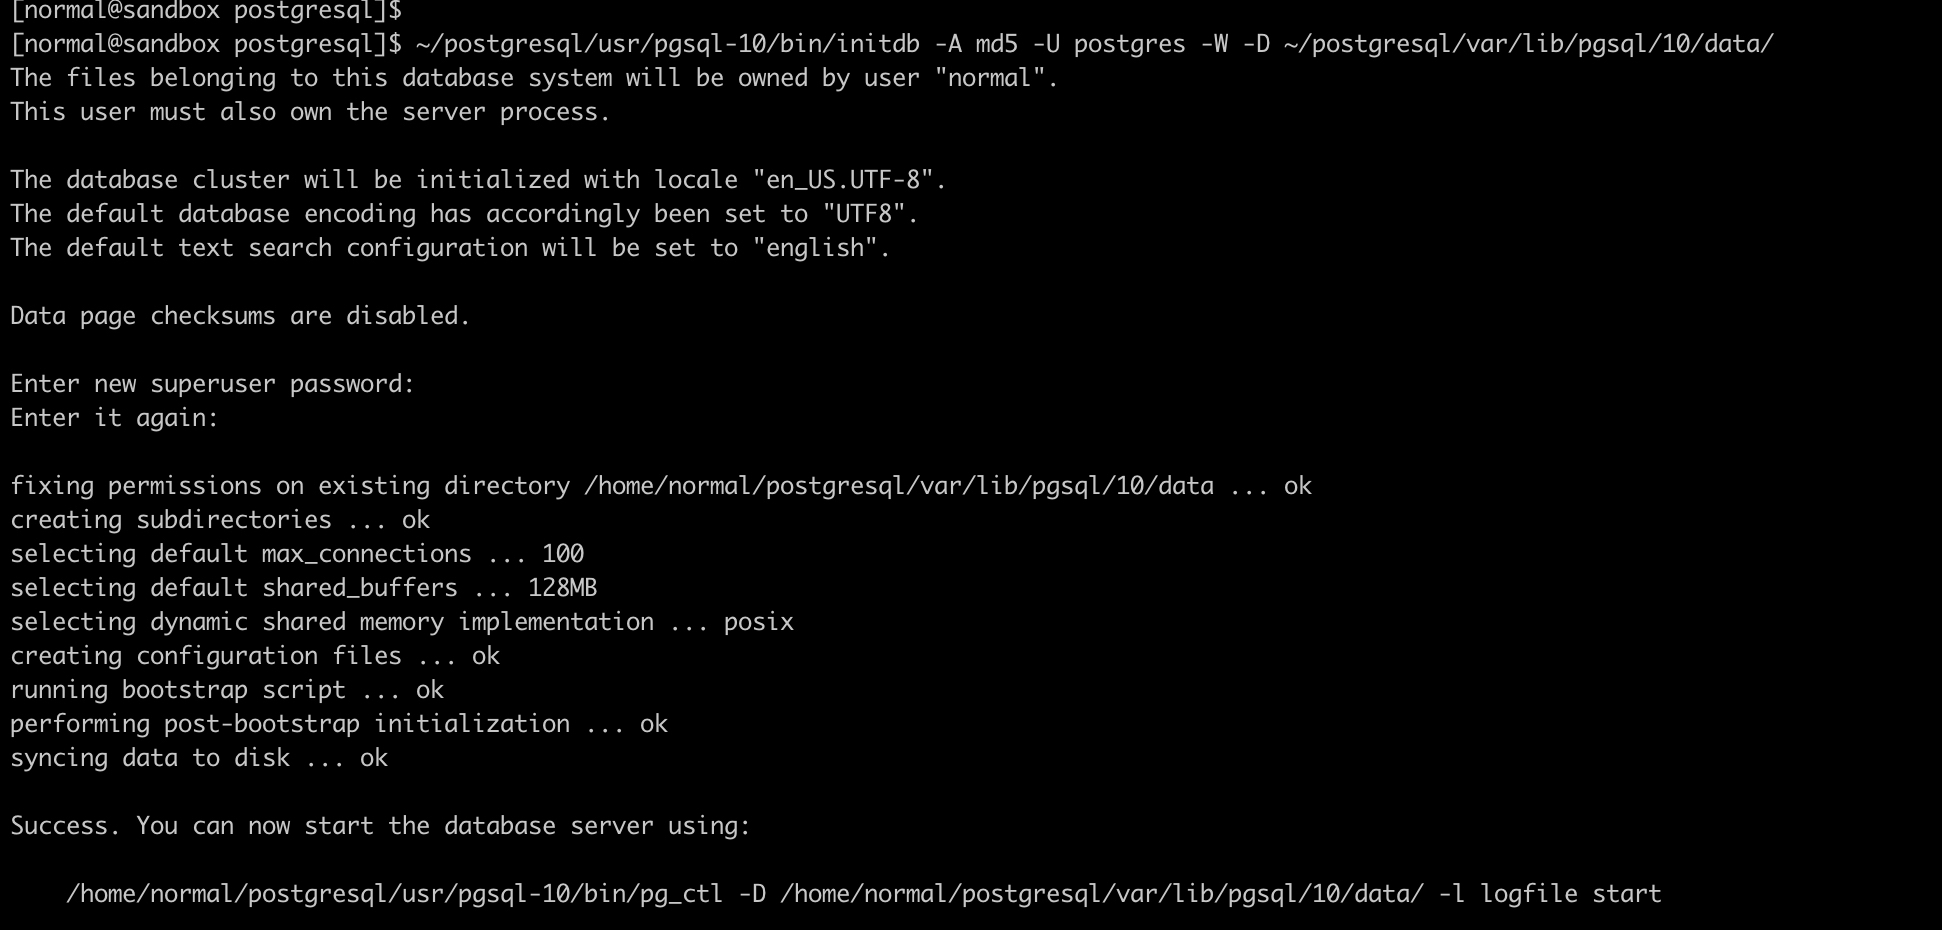 [normal@sandbox postgresql]$
[normal@sandbox postgresql]$ ~/postgresql/usr/pgsql-10/bin/initdb -A md5 -U postgres -W -D ~/postgresql/var/lib/pgsql/10/data/
The files belonging to this database system will be owned by user "normal".
This user must also own the server process.

The database cluster will be initialized with locale "en_US.UTF-8".
The default database encoding has accordingly been set to "UTF8".
The default text search configuration will be set to "english".

Data page checksums are disabled.

Enter new superuser password:
Enter it again:

fixing permissions on existing directory /home/normal/postgresql/var/lib/pgsql/10/data ... ok
creating subdirectories ... ok
selecting default max_connections ... 100
selecting default shared_buffers ... 128MB
selecting dynamic shared memory implementation ... posix
creating configuration files ... ok
running bootstrap script ... ok
performing post-bootstrap initialization ... ok
syncing data to disk ... ok

Success. You can now start the database server using:

    /home/normal/postgresql/usr/pgsql-10/bin/pg_ctl -D /home/normal/postgresql/var/lib/pgsql/10/data/ -l logfile start